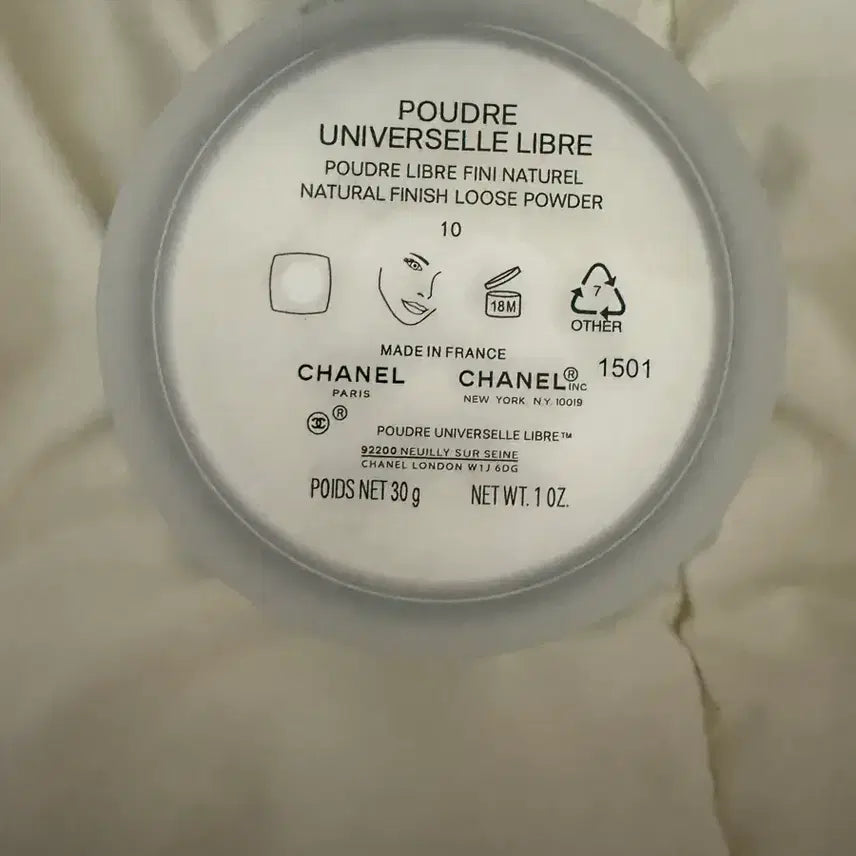 POUDRE
UNIVERSELLE LIBRE
POUDRE LIBRE FINI NATUREL
NATURAL FINISH LOOSE POWDER
10
18M
7
OTHER
MADE IN FRANCE
CHANEL CHANEL® INC 1501
PARIS NEW YORK N.Y. 10019
®
POUDRE UNIVERSELLE LIBRE™
92200 NEUILLY SUR SEINE
CHANEL LONDON W1J 6DG
POIDS NET 30 g NET WT. 1 OZ.